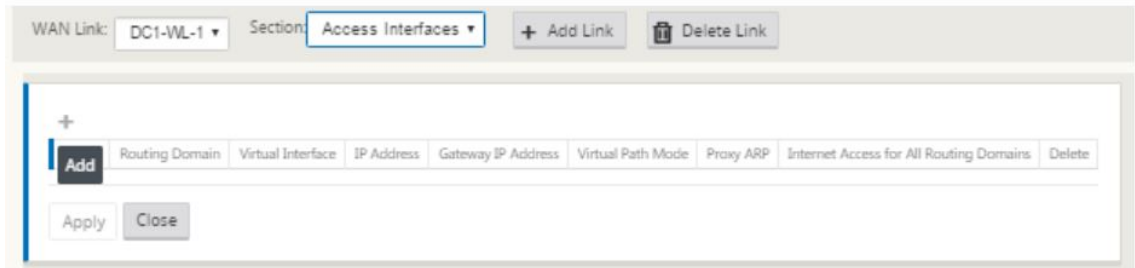 WAN Link: DC1-WL-1 ▾ Section: Access Interfaces ▾ + Add Link Delete Link
+
Add Routing Domain Virtual Interface IP Address Gateway IP Address Virtual Path Mode Proxy ARP Internet Access for All Routing Domains Delete
Apply Close